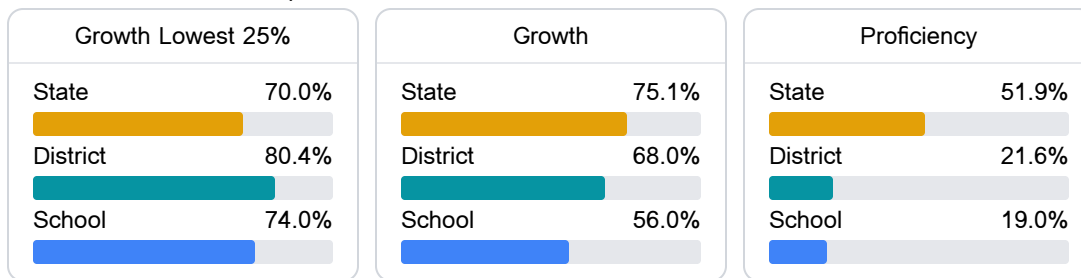 Growth Lowest 25%
State 70.0%
District 80.4%
School 74.0%
Growth
State 75.1%
District 68.0%
School 56.0%
Proficiency
State 51.9%
District 21.6%
School 19.0%